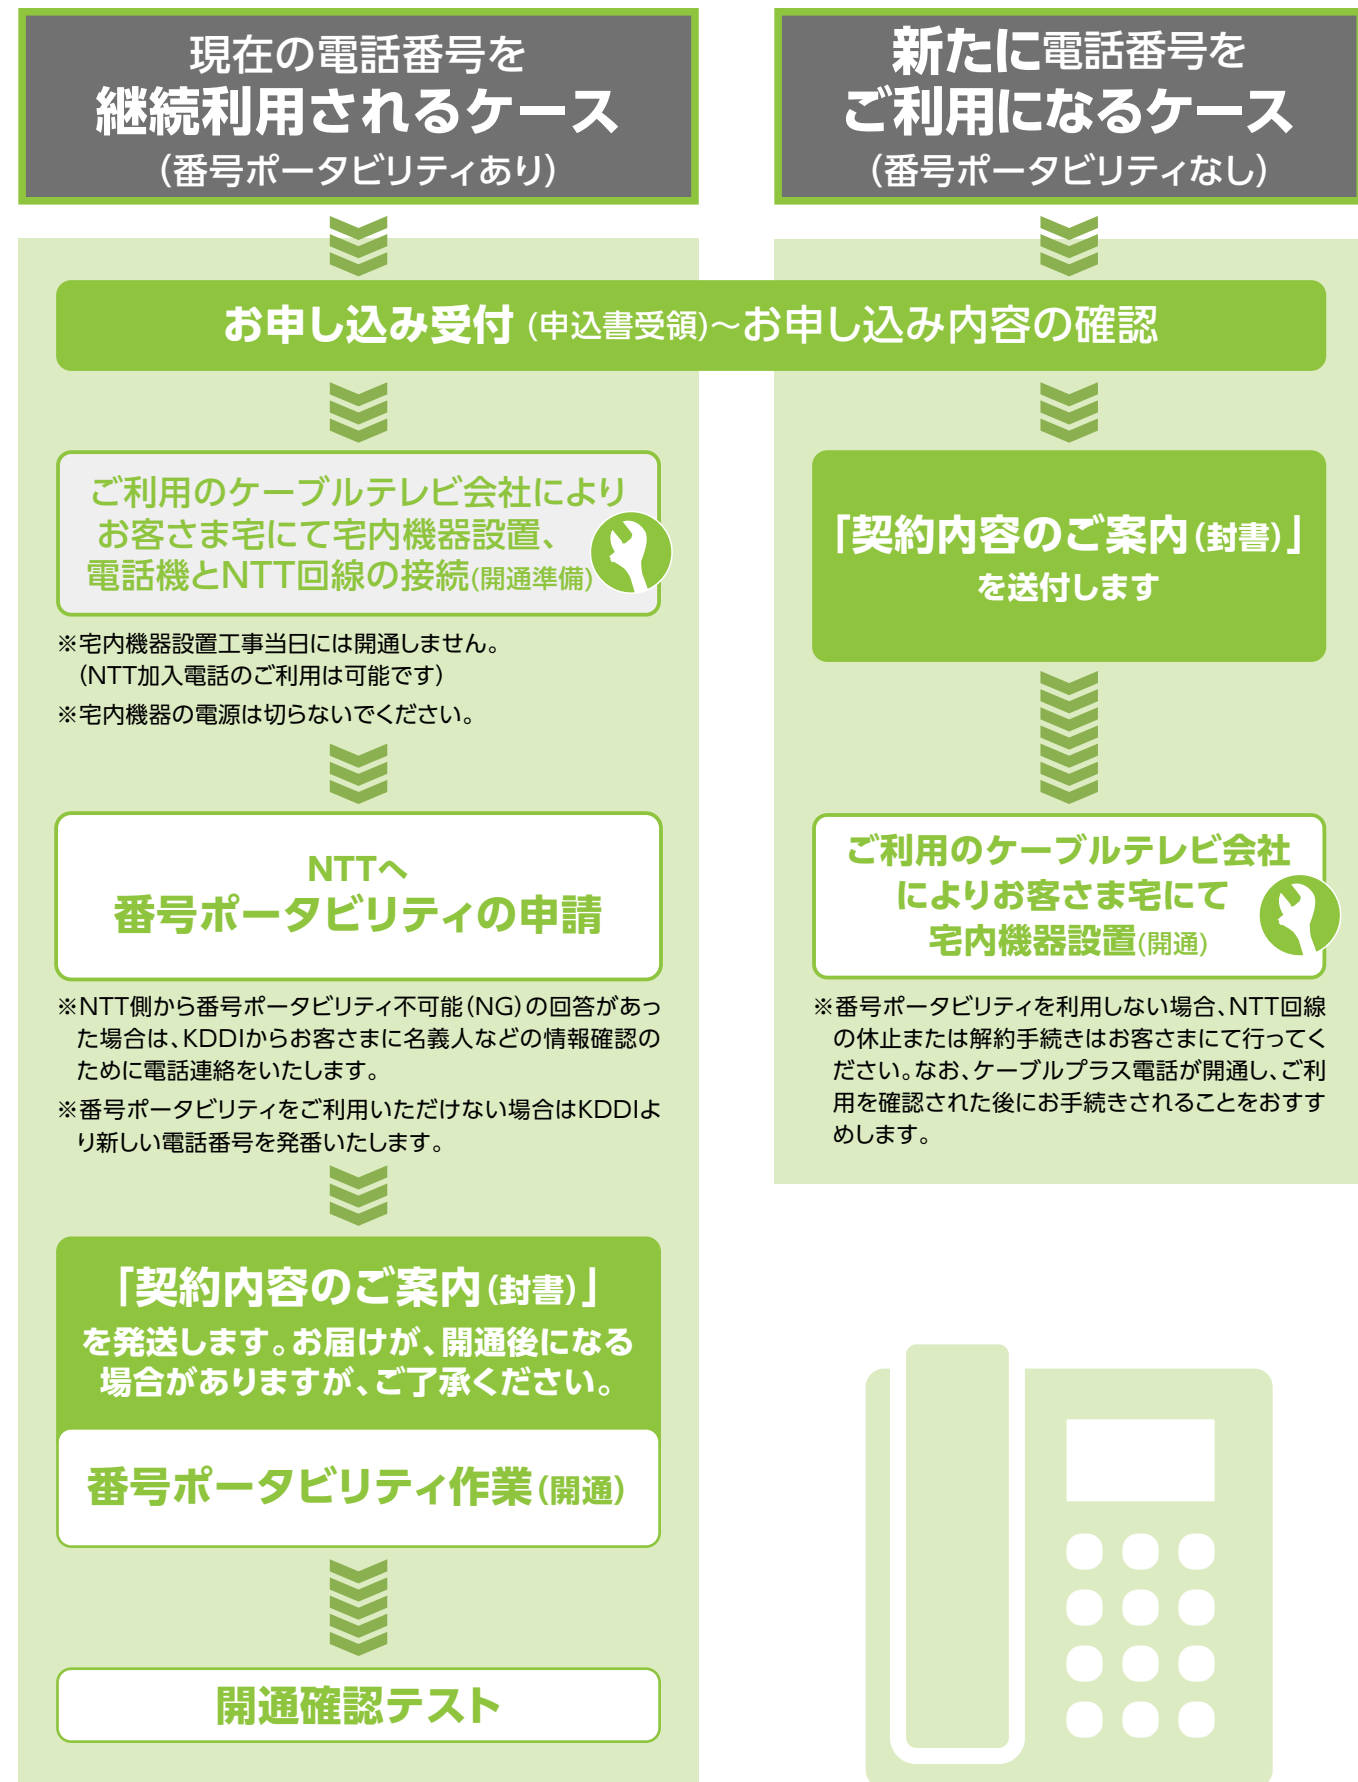 現在の電話番号を
継続利用されるケース
(番号ポータビリティあり)
新たに電話番号を
ご利用になるケース
(番号ポータビリティなし)
お申し込み受付(申込書受領)～お申し込み内容の確認
ご利用のケーブルテレビ会社により
お客さま宅にて宅内機器設置、
電話機とNTT回線の接続(開通準備)
※宅内機器設置工事当日には開通しません。
(NTT加入電話のご利用は可能です)
※宅内機器の電源は切らないでください。
NTTへ
番号ポータビリティの申請
※NTT側から番号ポータビリティ不可能(NG)の回答があっ
た場合は、KDDIからお客さまに名義人などの情報確認の
ために電話連絡をいたします。
※番号ポータビリティをご利用いただけない場合はKDDIよ
り新しい電話番号を発番いたします。
「契約内容のご案内(封書)」
を発送します。お届けが、開通後になる
場合がありますが、ご了承ください。
番号ポータビリティ作業(開通)
開通確認テスト
「契約内容のご案内(封書)」
を送付します
ご利用のケーブルテレビ会社
によりお客さま宅にて
宅内機器設置(開通)
※番号ポータビリティを利用しない場合、NTT回線
の休止または解約手続きはお客さまにて行ってく
ださい。なお、ケーブルプラス電話が開通し、ご利
用を確認された後にお手続きされることをおすす
めします。